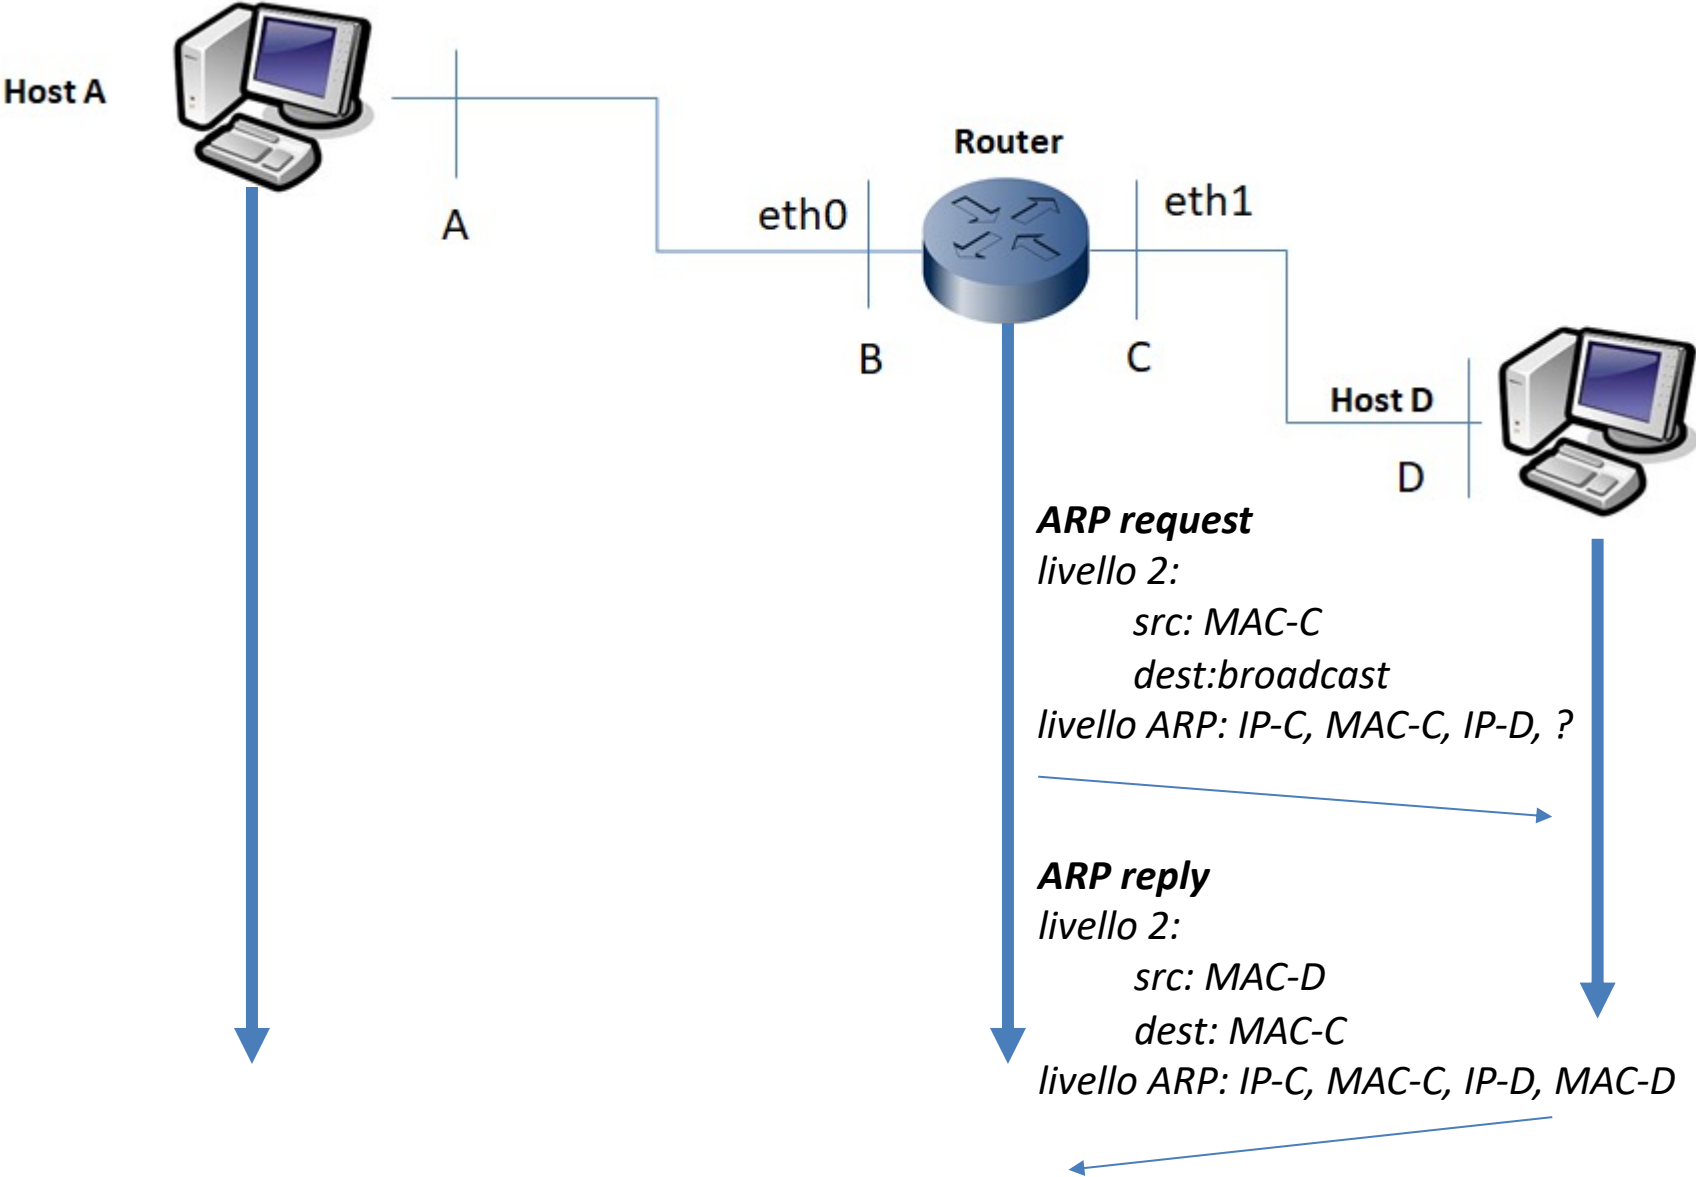 Host A
Router
eth0
eth1
A
B
C
Host D
D
ARP request
livello 2:
src: MAC-C
dest:broadcast
livello ARP: IP-C, MAC-C, IP-D, ?
ARP reply
livello 2:
src: MAC-D
dest: MAC-C
livello ARP: IP-C, MAC-C, IP-D, MAC-D